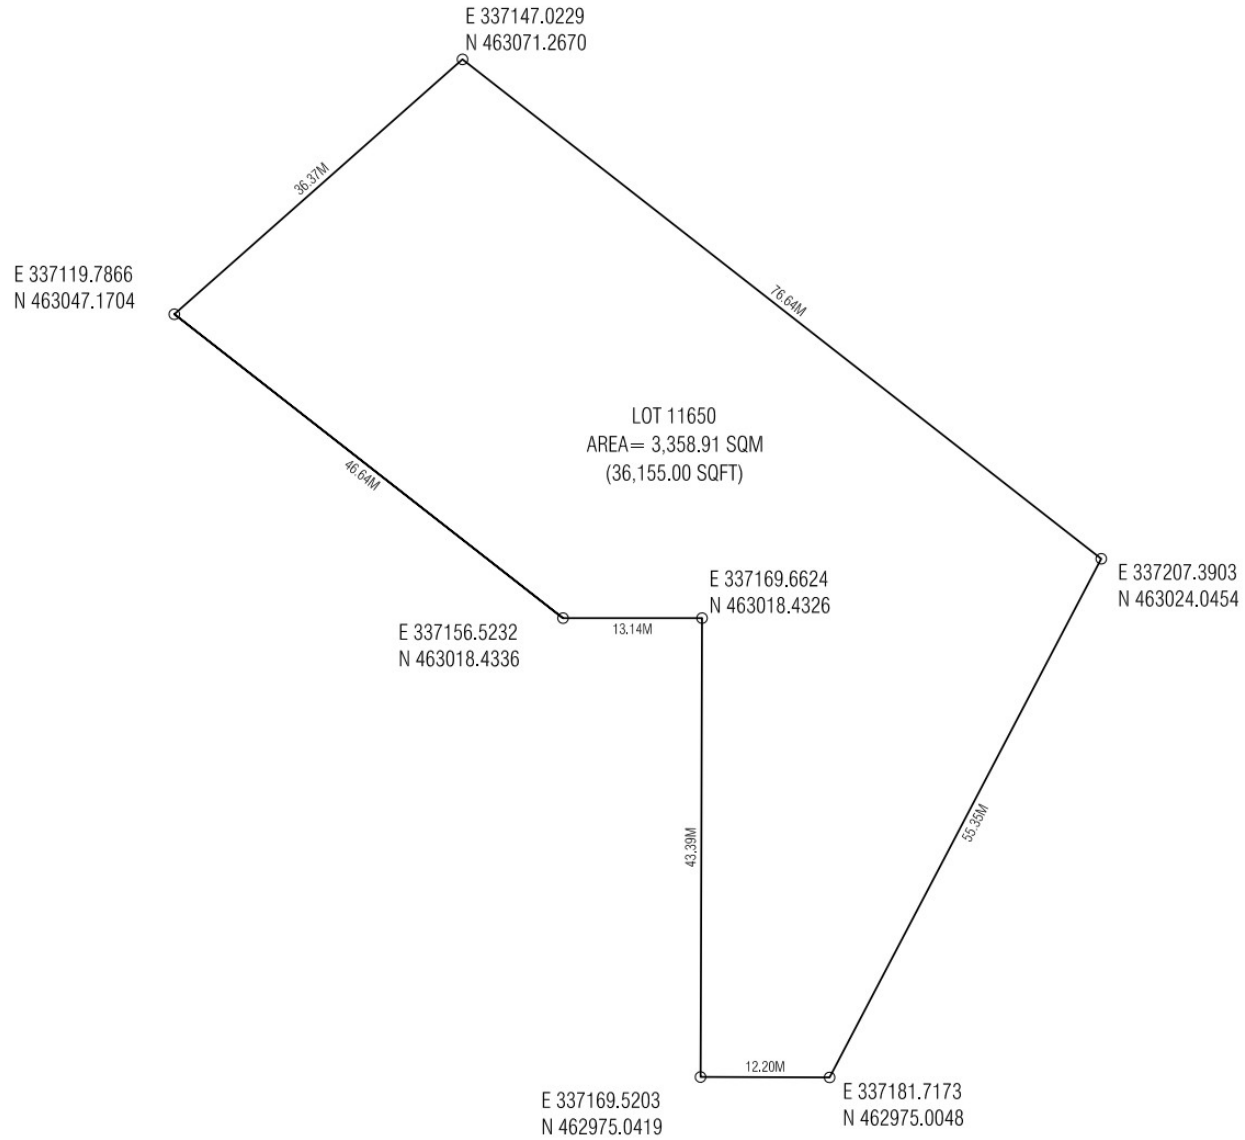 E 337147.0229
N 463071.2670
36.37M
E 337119.7866
N 463047.1704
76.64M
LOT 11650
AREA= 3,358.91 SQM
(36,155.00 SQFT)
46.64M
E 337207.3903
N 463024.0454
E 337169.6624
N 463018.4326
13.14M
E 337156.5232
N 463018.4336
43.39M
55.35M
12.20M
E 337169.5203
N 462975.0419
E 337181.7173
N 462975.0048